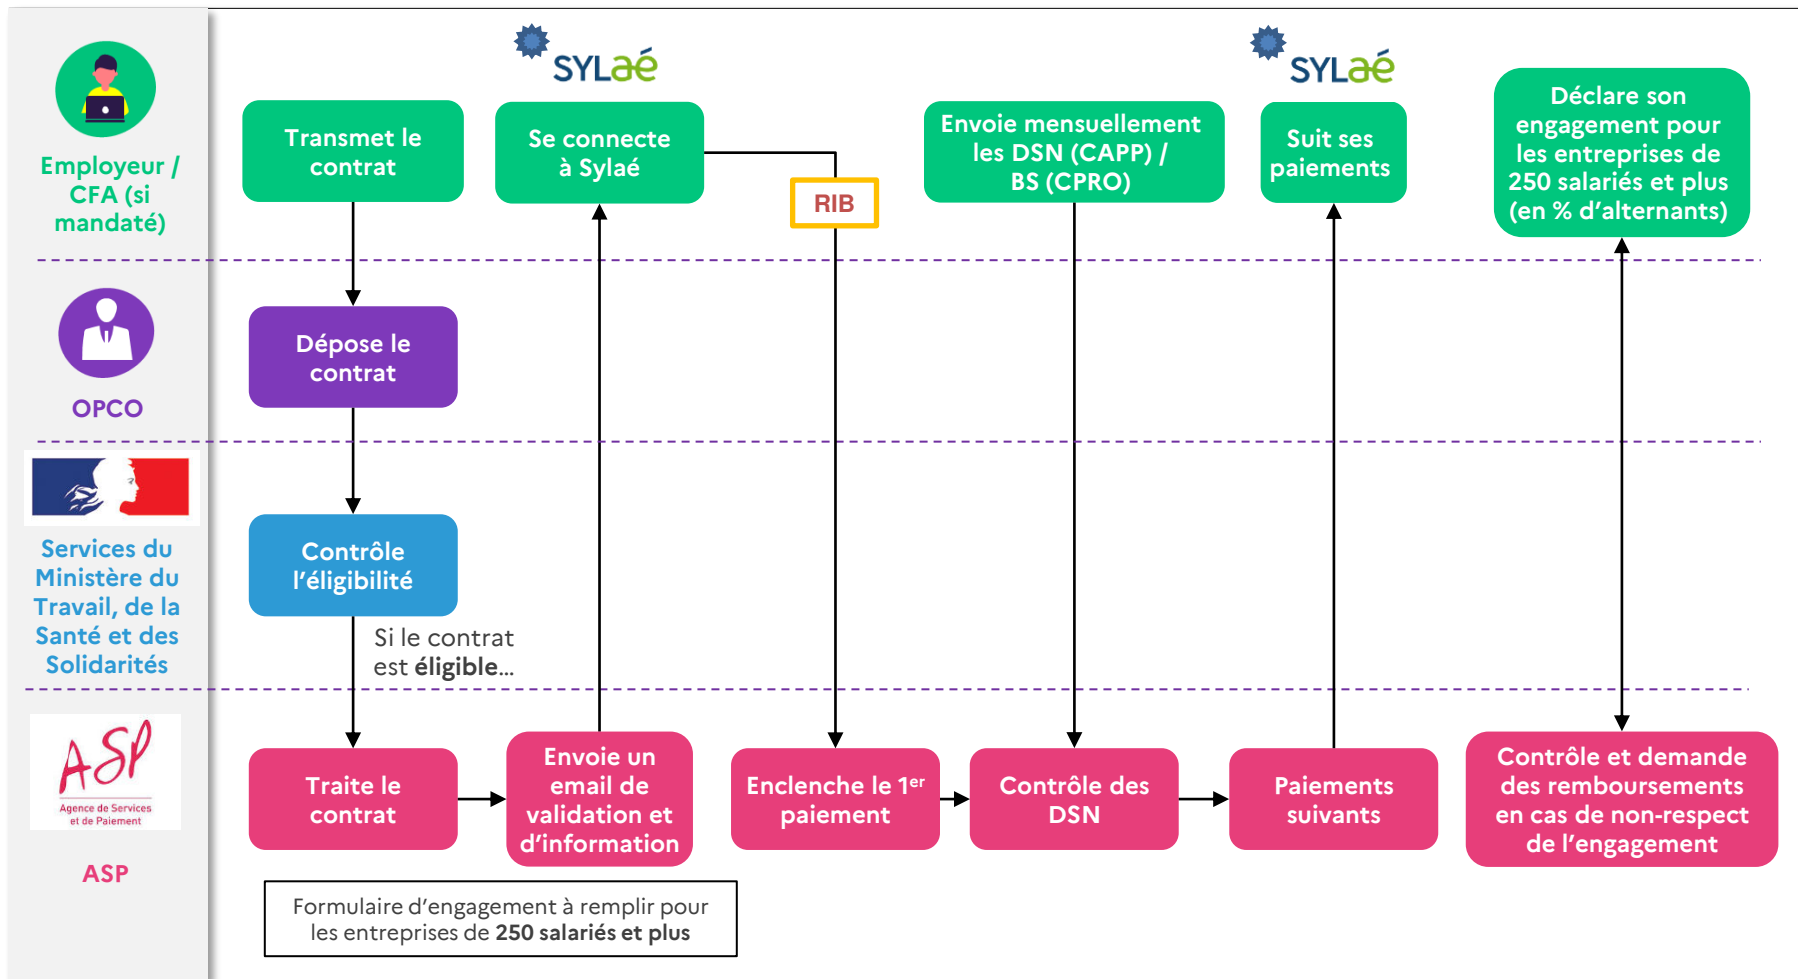 SYLaé
SYLaé
Employeur /
CFA (si
mandaté)
Transmet le
contrat
Se connecte
à Sylaé
RIB
Envoie mensuellement
les DSN (CAPP) /
BS (CPRO)
Suit ses
paiements
Déclare son
engagement pour
les entreprises de
250 salariés et plus
(en % d’alternants)
OPCO
Dépose le
contrat
Services du
Ministère du
Travail, de la
Santé et des
Solidarités
Contrôle
l’éligibilité
Si le contrat
est éligible…
ASP
Agence de Services
et de Paiement
ASP
Traite le
contrat
Envoie un
email de
validation et
d’information
Enclenche le 1er
paiement
Contrôle des
DSN
Paiements
suivants
Contrôle et demande
des remboursements
en cas de non-respect
de l’engagement
Formulaire d’engagement à remplir pour
les entreprises de 250 salariés et plus